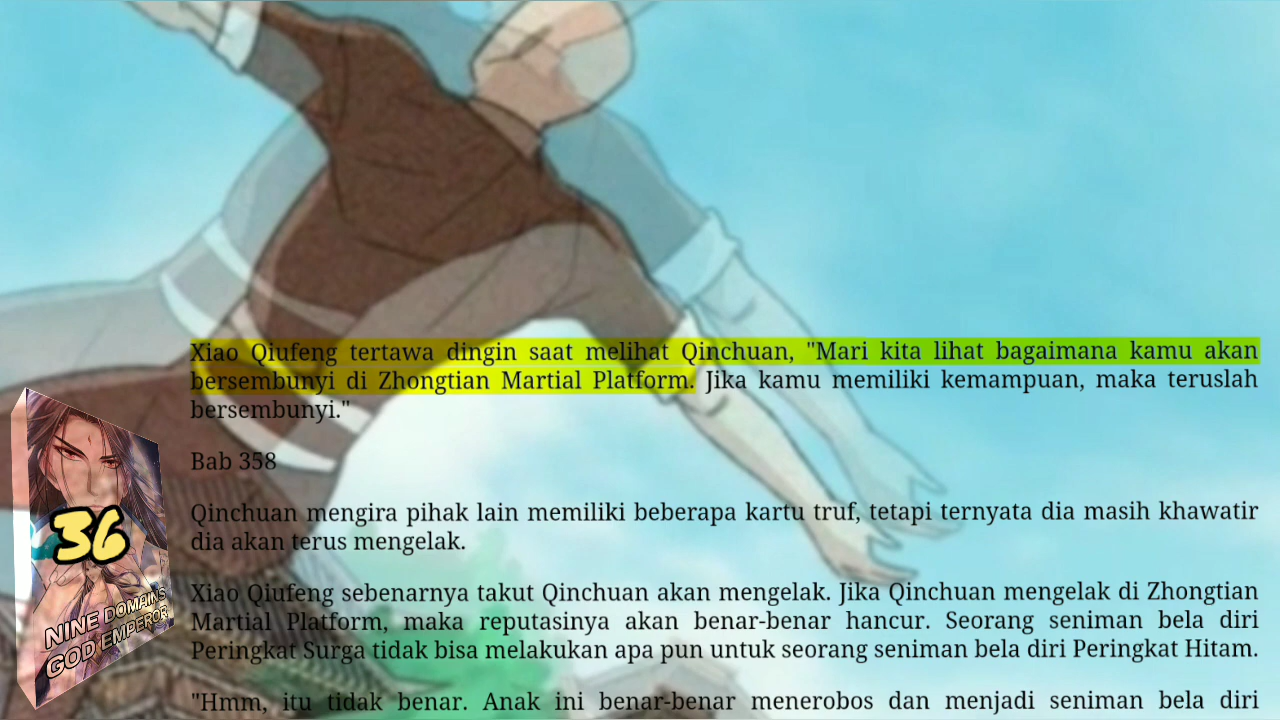 Xiao Qiufeng tertawa dingin saat melihat Qinchuan, "Mari kita lihat bagaimana kamu akan
bersembunyi di Zhongtian Martial Platform. Jika kamu memiliki kemampuan, maka teruslah
bersembunyi."
Bab 358
Qinchuan mengira pihak lain memiliki beberapa kartu truf, tetapi ternyata dia masih khawatir
dia akan terus mengelak.
Xiao Qiufeng sebenarnya takut Qinchuan akan mengelak. Jika Qinchuan mengelak di Zhongtian
Martial Platform, maka reputasinya akan benar-benar hancur. Seorang seniman bela diri
Peringkat Surga tidak bisa melakukan apa pun untuk seorang seniman bela diri Peringkat Hitam.
"Hmm, itu tidak benar. Anak ini benar-benar menerobos dan menjadi seniman bela diri
36
NINE DOMAINS
GOD EMPEROR